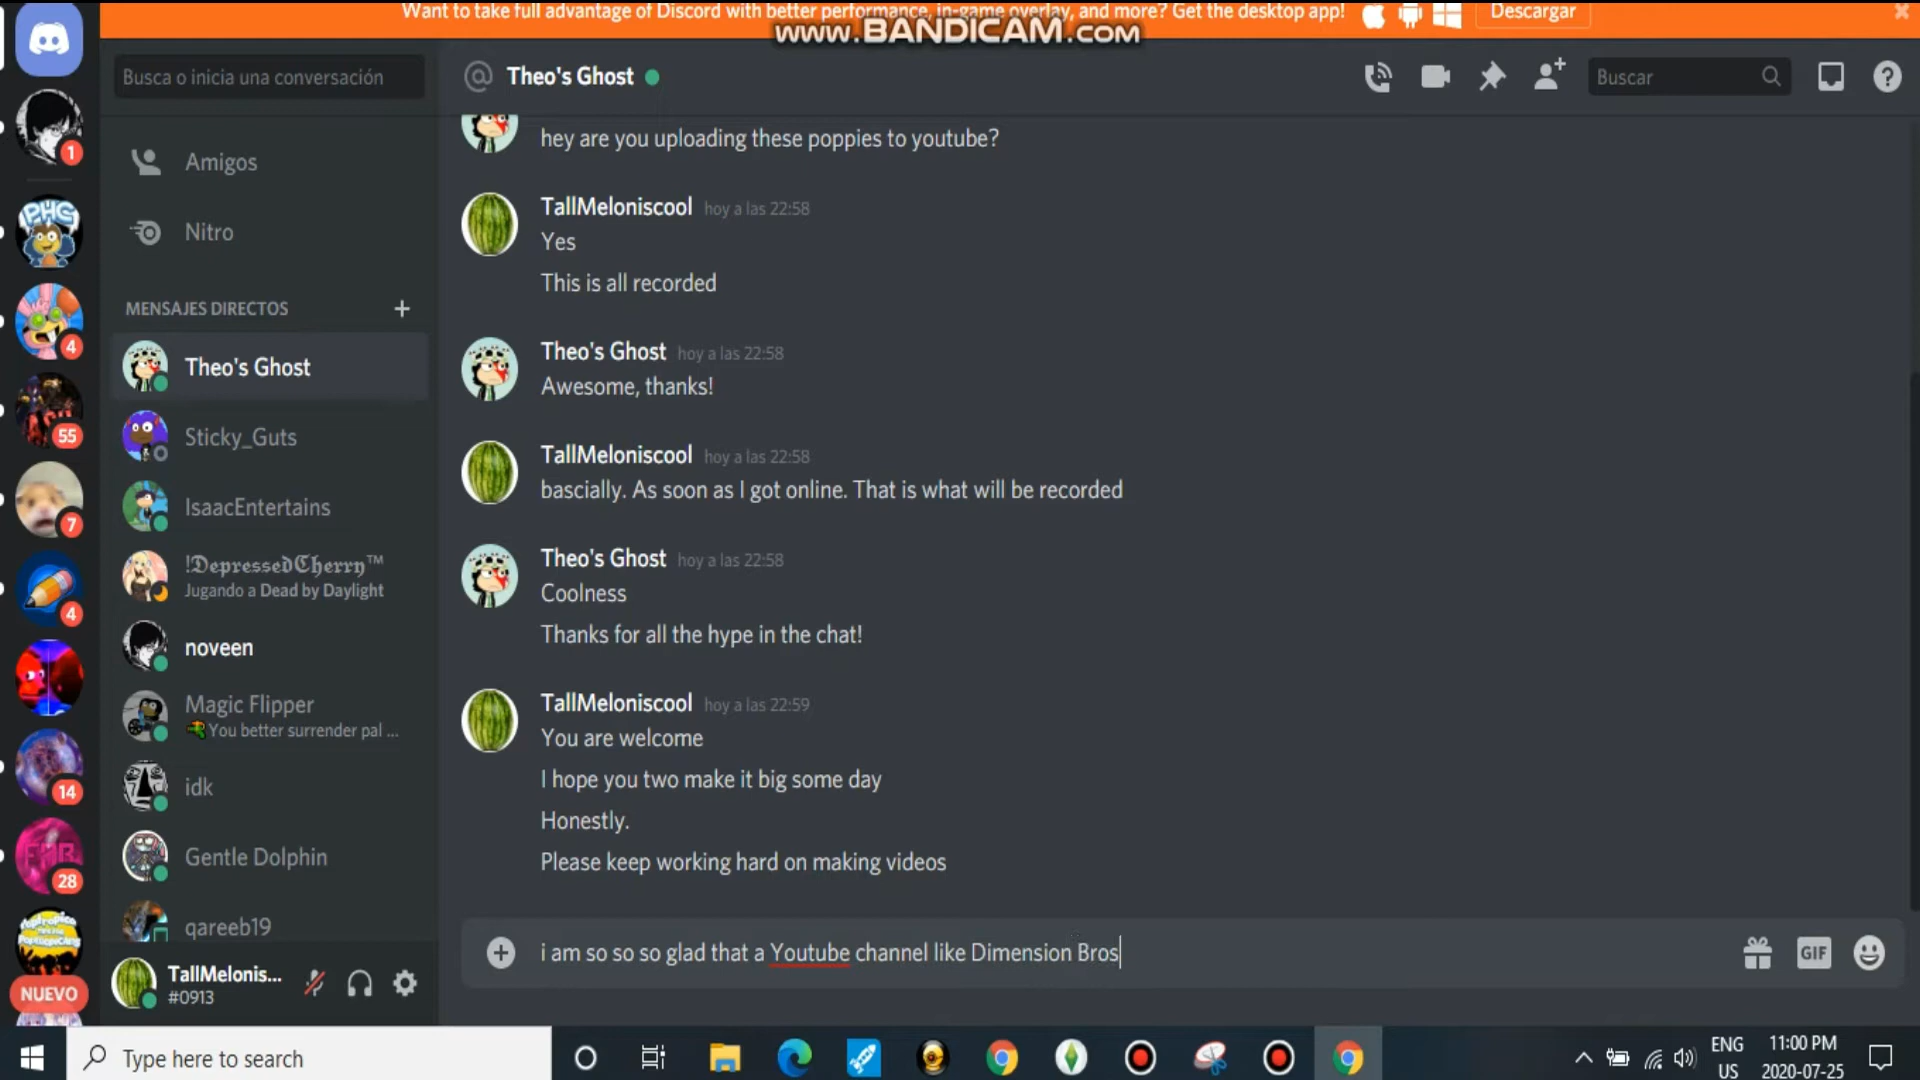 Want to take full advantage of Discord with better performance, in-game overlay, and more? Get the desktop app!
Descargar
www.BANDICAM.com
Busca o inicia una conversación
@ Theo's Ghost
Buscar
Amigos
Nitro
MENSAJES DIRECTOS
Theo's Ghost
Sticky_Guts
IsaacEntertains
!𝕯𝖊𝖕𝖗𝖊𝖘𝖘𝖊𝖉𝕮𝖍𝖊𝖗𝖗𝖞™
Jugando a Dead by Daylight
noveen
Magic Flipper
You better surrender pal ...
idk
Gentle Dolphin
qareeb19
TallMelonis...
#0913
1
PHG
4
55
7
4
14
28
NUEVO
hey are you uploading these poppies to youtube?
TallMeloniscool hoy a las 22:58
Yes
This is all recorded
Theo's Ghost hoy a las 22:58
Awesome, thanks!
TallMeloniscool hoy a las 22:58
bascially. As soon as I got online. That is what will be recorded
Theo's Ghost hoy a las 22:58
Coolness
Thanks for all the hype in the chat!
TallMeloniscool hoy a las 22:59
You are welcome
I hope you two make it big some day
Honestly.
Please keep working hard on making videos
i am so so so glad that a Youtube channel like Dimension Bros
GIF
Type here to search
ENG
US
11:00 PM
2020-07-25